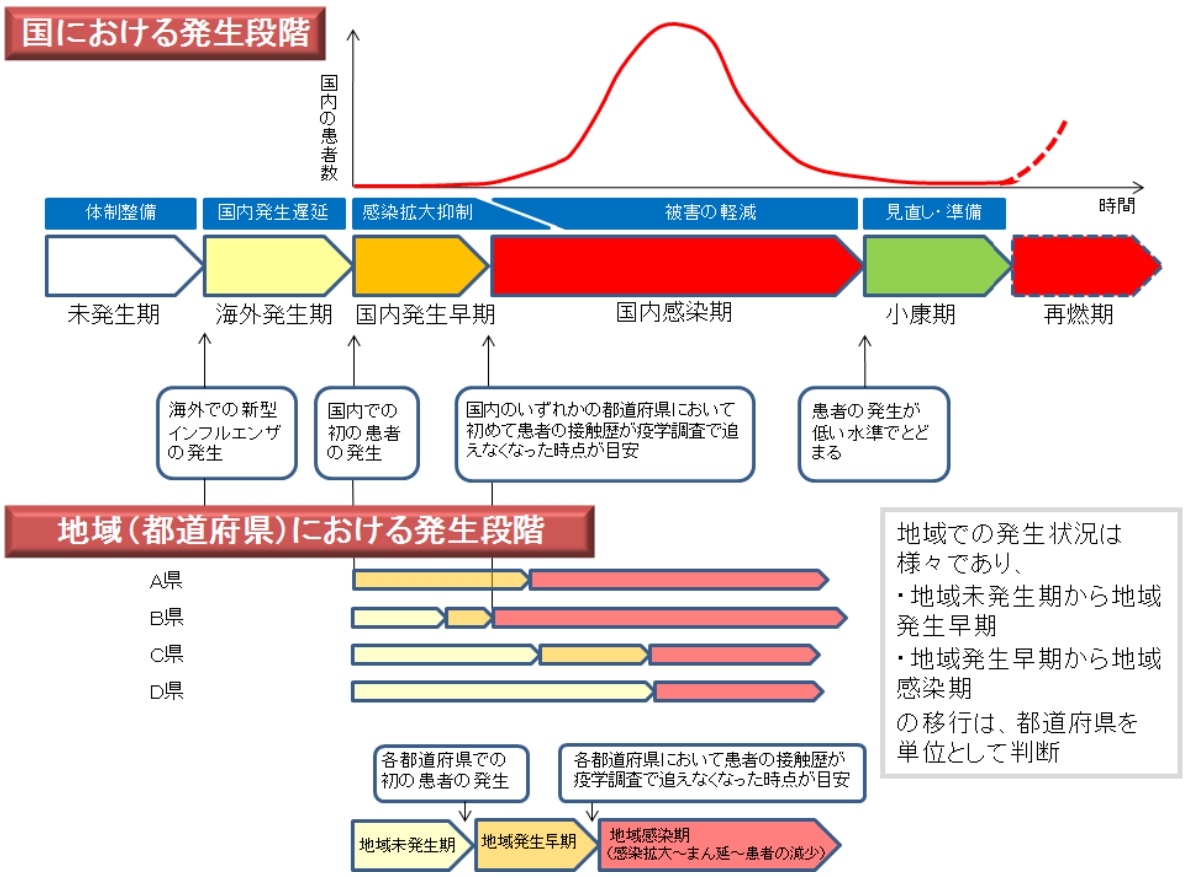 国における発生段階
国内の患者数
時間
体制整備
国内発生遅延
感染拡大抑制
被害の軽減
見直し・準備
未発生期
海外発生期
国内発生早期
国内感染期
小康期
再燃期
海外での新型
インフルエンザ
の発生
国内での
初の患者
の発生
国内のいずれかの都道府県において
初めて患者の接触歴が疫学調査で追
えなくなった時点が目安
患者の発生が
低い水準でとど
まる
地域(都道府県)における発生段階
A県
B県
C県
D県
地域での発生状況は
様々であり、
・地域未発生期から地域
発生早期
・地域発生早期から地域
感染期
の移行は、都道府県を
単位として判断
各都道府県での
初の患者の発生
各都道府県において患者の接触歴が
疫学調査で追えなくなった時点が目安
地域未発生期
地域発生早期
地域感染期
(感染拡大~まん延~患者の減少)